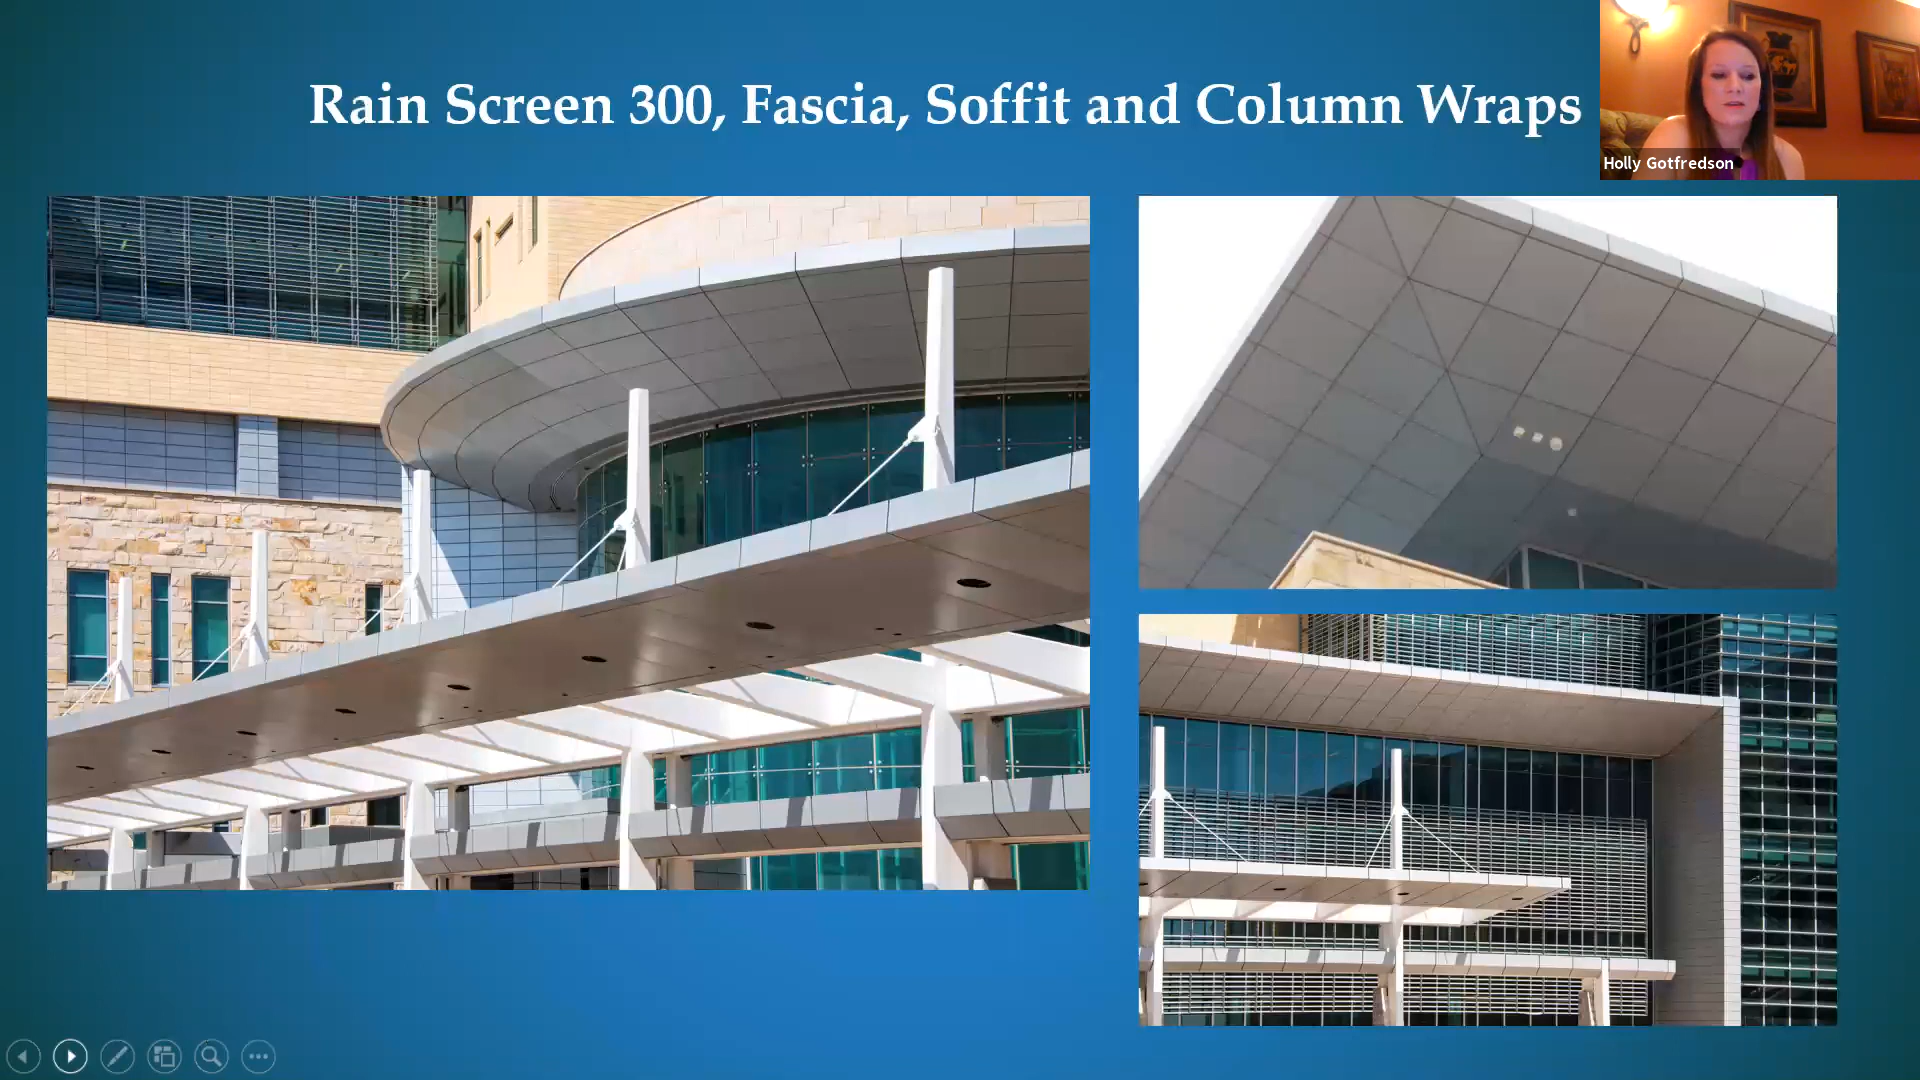 Rain Screen 300, Fascia, Soffit and Column Wraps
Holly Gotfredson